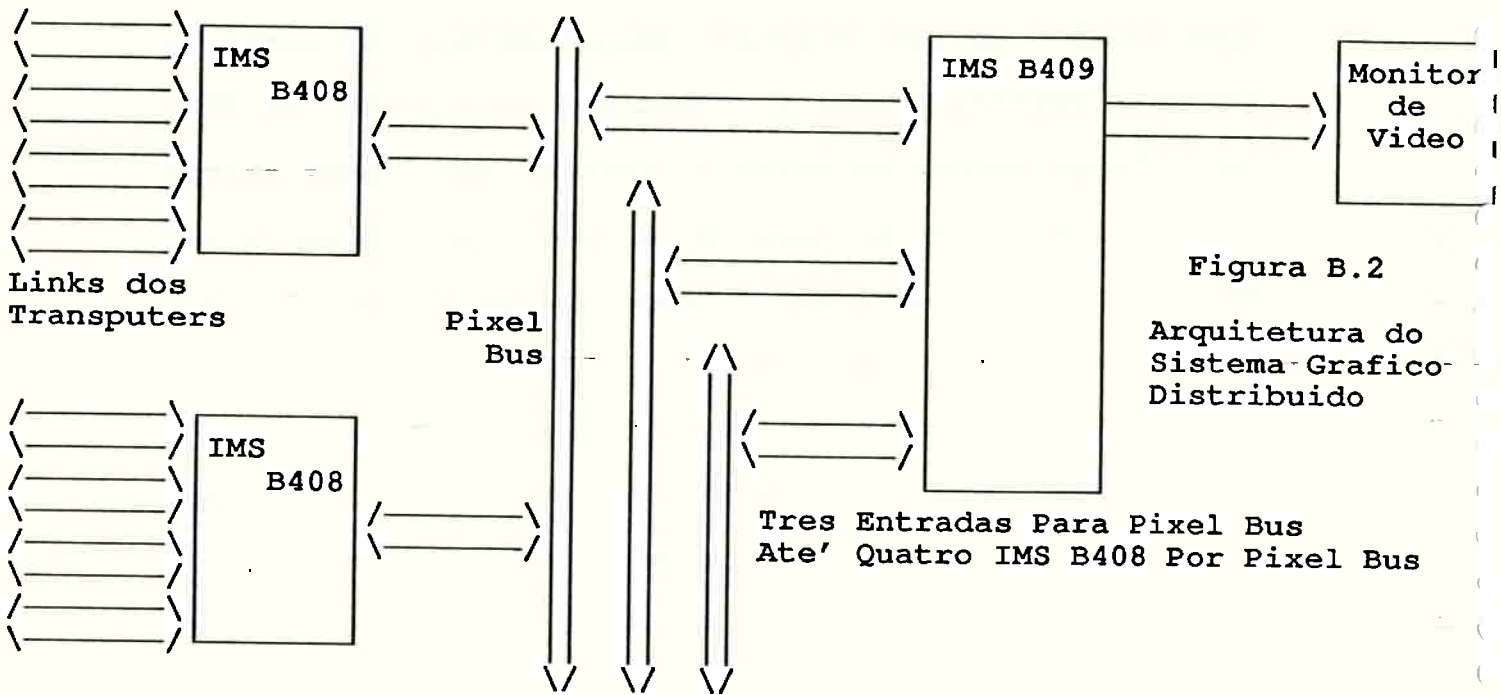 IMS
B408
IMS B409
Monitor
de
Video
Links dos
Transputers
Pixel
Bus
Figura B.2
Arquitetura do
Sistema Grafico
Distribuido
IMS
B408
Tres Entradas Para Pixel Bus
Ate' Quatro IMS B408 Por Pixel Bus